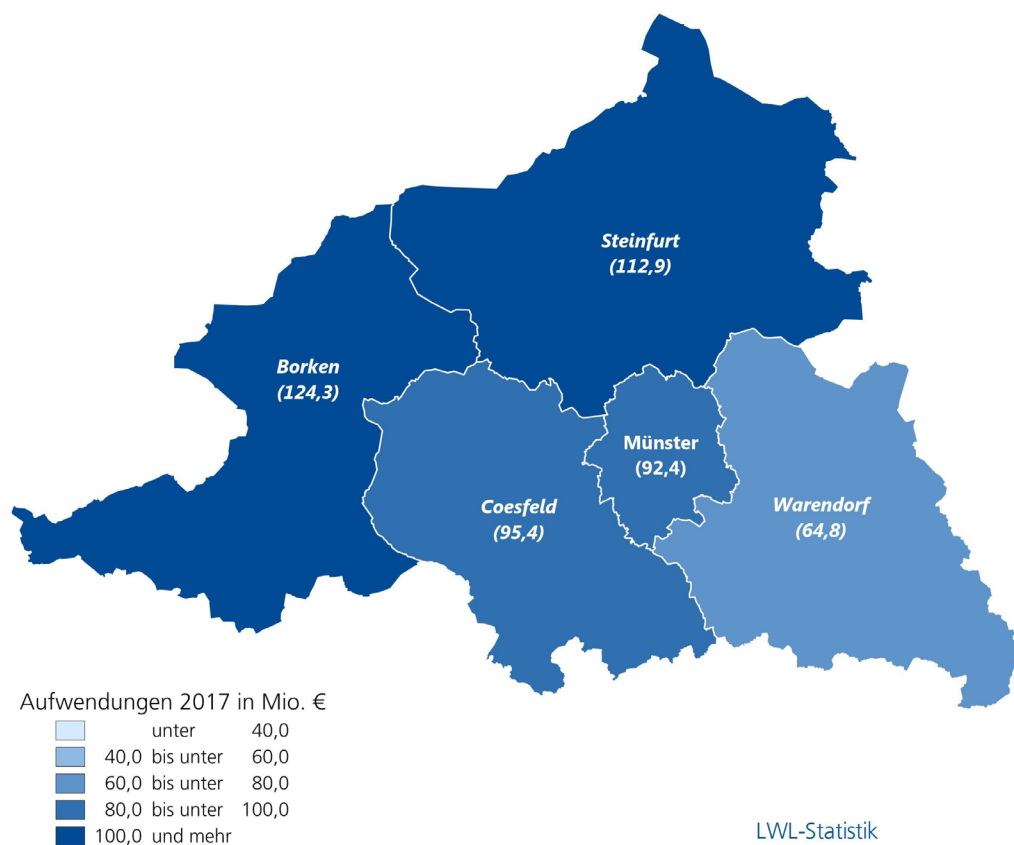 Steinfurt
(112,9)
Borken
(124,3)
Münster
(92,4)
Coesfeld
(95,4)
Warendorf
(64,8)
Aufwendungen 2017 in Mio. €
unter 40,0
40,0 bis unter 60,0
60,0 bis unter 80,0
80,0 bis unter 100,0
100,0 und mehr
LWL-Statistik